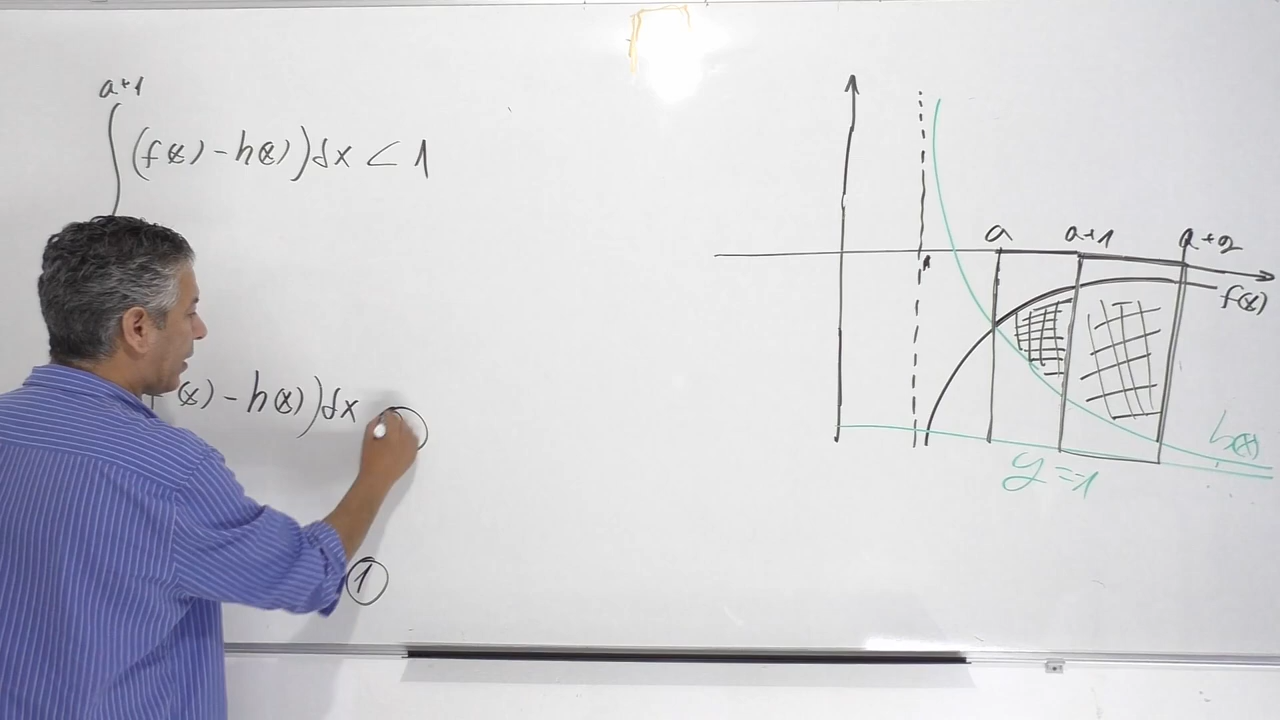 a+1
∫(f(x)-h(x))dx < 1
(x)-h(x))dx
1
a a+1 a+2
f(x)
h(x)
y=-1